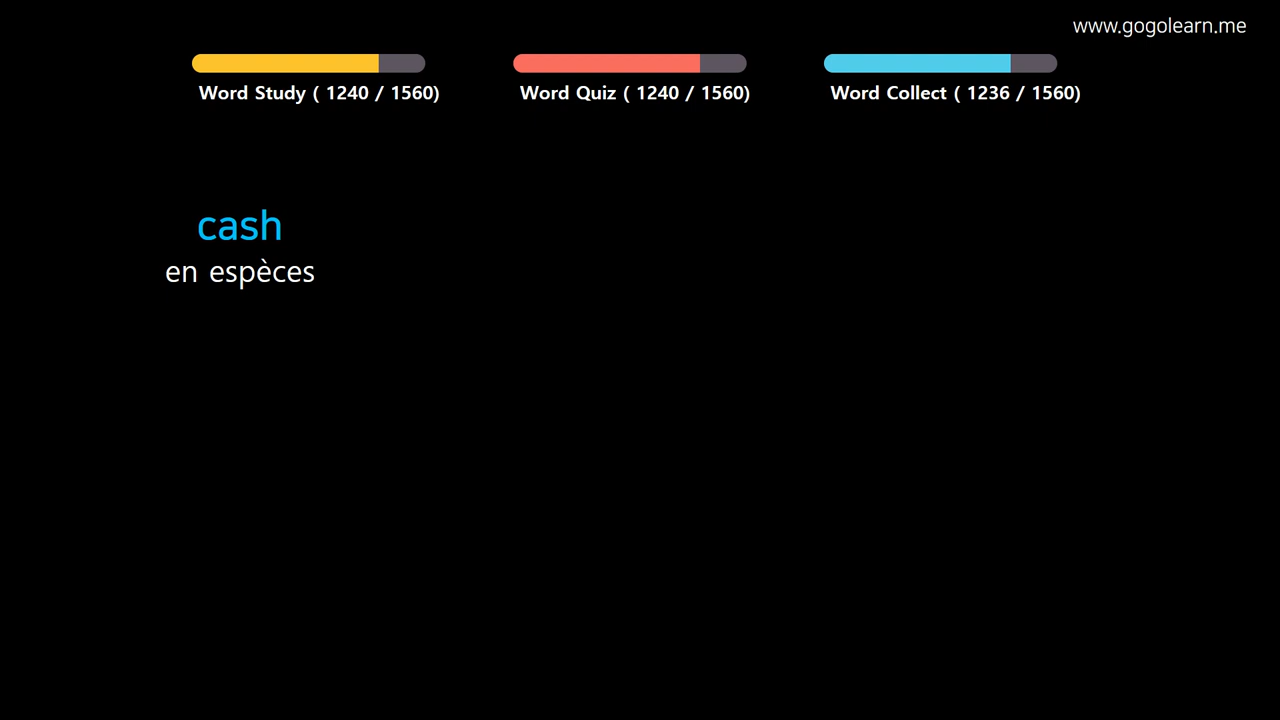 www.gogolearn.me
Word Study ( 1240 / 1560)
Word Quiz ( 1240 / 1560)
Word Collect ( 1236 / 1560)
cash
en espèces